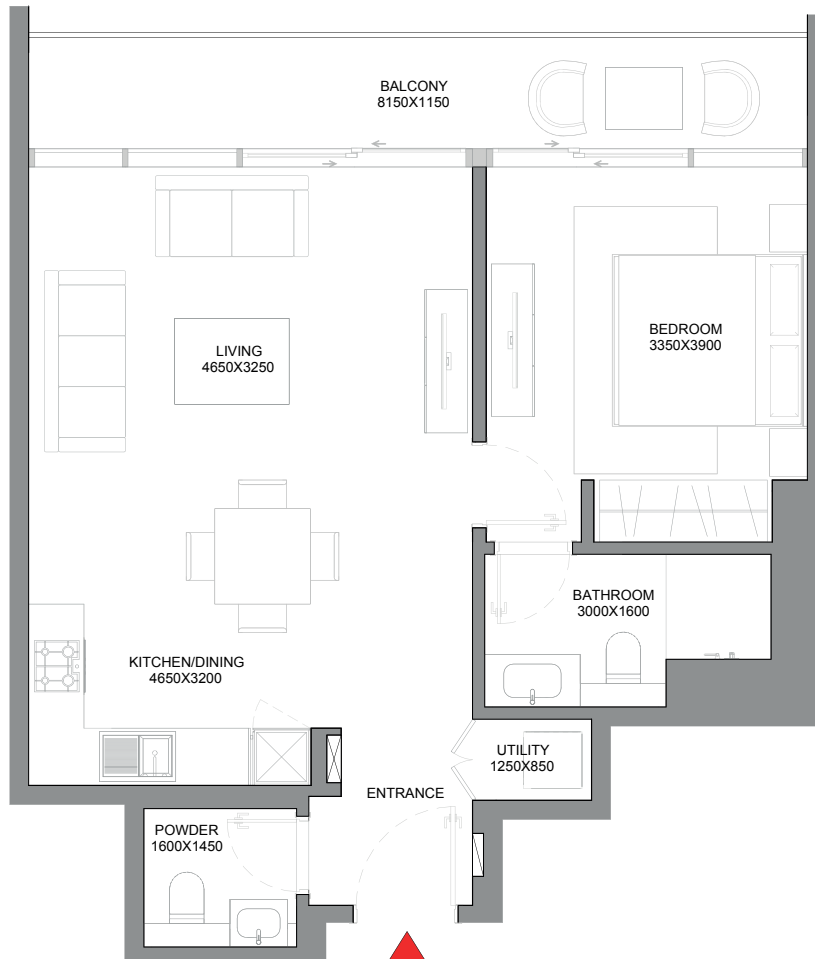 BALCONY
8150X1150
LIVING
4650X3250
BEDROOM
3350X3900
BATHROOM
3000X1600
KITCHEN/DINING
4650X3200
UTILITY
1250X850
ENTRANCE
POWDER
1600X1450